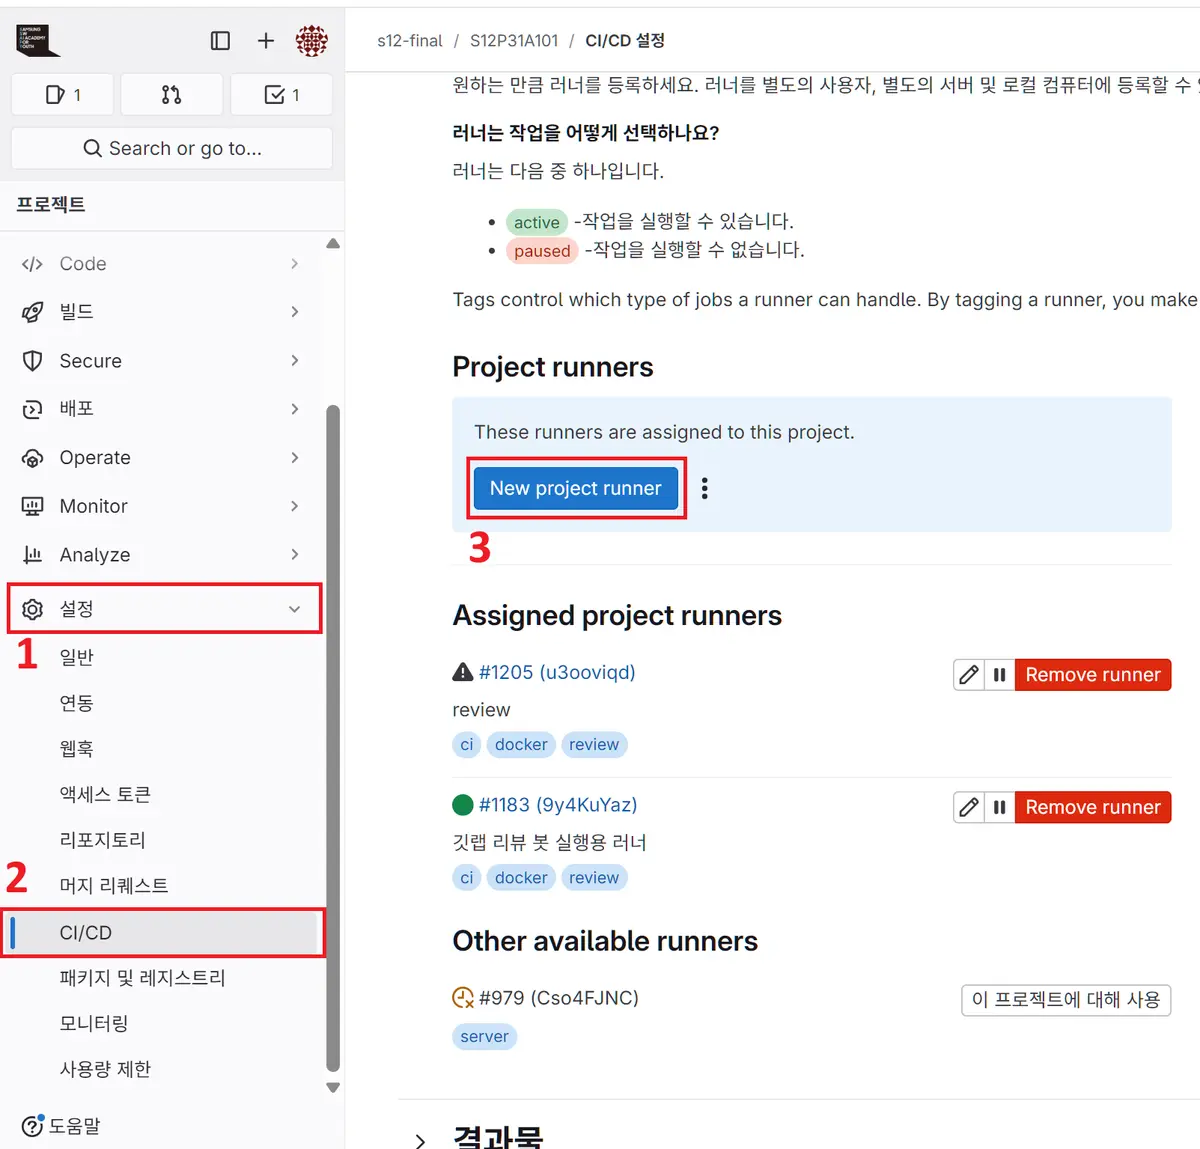 SAMSUNG
SW
AI ACADEMY
FOR
YOUTH
1
1
Search or go to...
프로젝트
Code
빌드
Secure
배포
Operate
Monitor
Analyze
설정
1
일반
연동
웹훅
액세스 토큰
리포지토리
2
머지 리퀘스트
CI/CD
패키지 및 레지스트리
모니터링
사용량 제한
도움말
s12-final / S12P31A101 / CI/CD 설정
원하는 만큼 러너를 등록하세요. 러너를 별도의 사용자, 별도의 서버 및 로컬 컴퓨터에 등록할 수
러너는 작업을 어떻게 선택하나요?
러너는 다음 중 하나입니다.
• active -작업을 실행할 수 있습니다.
• paused -작업을 실행할 수 없습니다.
Tags control which type of jobs a runner can handle. By tagging a runner, you make
Project runners
These runners are assigned to this project.
New project runner
3
Assigned project runners
#1205 (u3ooviqd)
Remove runner
review
ci docker review
#1183 (9y4KuYaz)
Remove runner
깃랩 리뷰 봇 실행용 러너
ci docker review
Other available runners
#979 (Cso4FJNC)
이 프로젝트에 대해 사용
server
결과물